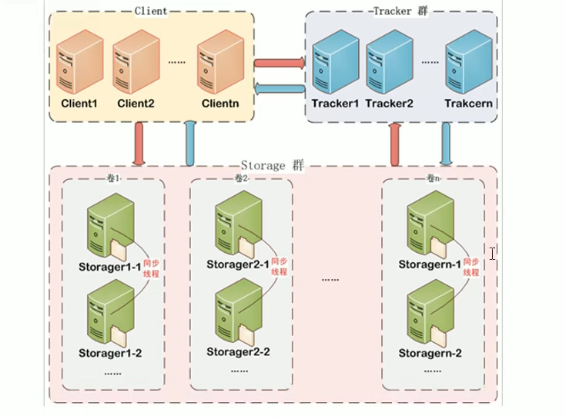 Client
Tracker 群
......
......
Client1
Client2
Clientn
Tracker1
Tracker2
Trakcern
Storage 群
卷1
卷2
卷n
Storager1-1
同步
线程
Storager2-1
同步
线程
Storagern-1
同步
线程
......
Storager1-2
Storager2-2
Storagern-2
......
......
......